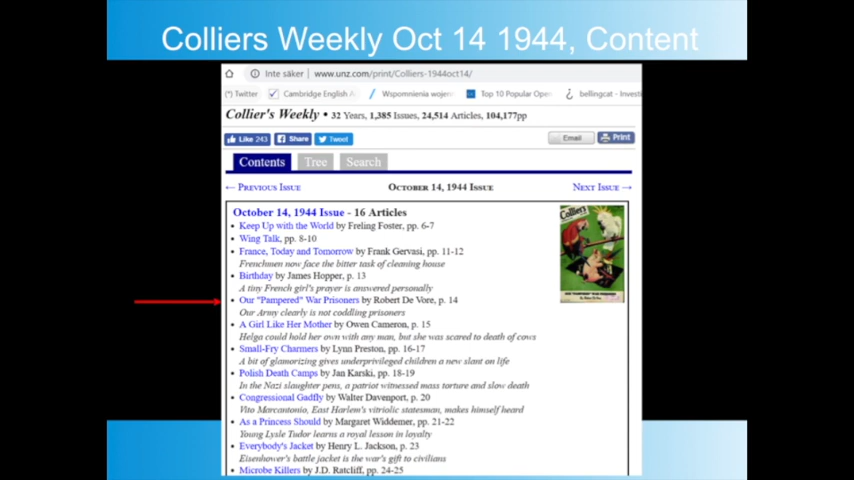 Colliers Weekly Oct 14 1944, Content
Inte säker | www.unz.com/print/Colliers-1944oct14/
(*) Twitter Cambridge English Wspomnienia wojen Top 10 Popular Open bellingcat - Investi
Collier's Weekly • 32 Years, 1,385 Issues, 24,514 Articles, 104,177pp
Like 243 Share Tweet Email Print
Contents Tree Search
← Previous Issue October 14, 1944 Issue Next Issue →
October 14, 1944 Issue - 16 Articles
• Keep Up with the World by Freling Foster, pp. 6-7
• Wing Talk, pp. 8-10
• France, Today and Tomorrow by Frank Gervasi, pp. 11-12
Frenchmen now face the bitter task of cleaning house
• Birthday by James Hopper, p. 13
A tiny French girl's prayer is answered personally
• Our "Pampered" War Prisoners by Robert De Vore, p. 14
Our Army clearly is not coddling prisoners
• A Girl Like Her Mother by Owen Cameron, p. 15
Helga could hold her own with any man, but she was scared to death of cows
• Small-Fry Charmers by Lynn Preston, pp. 16-17
A bit of glamorizing gives underprivileged children a new slant on life
• Polish Death Camps by Jan Karski, pp. 18-19
In the Nazi slaughter pens, a patriot witnessed mass torture and slow death
• Congressional Gadfly by Walter Davenport, p. 20
Vito Marcantonio, East Harlem's vitriolic statesman, makes himself heard
• As a Princess Should by Margaret Widdemer, pp. 21-22
Young Lysle Tudor learns a royal lesson in loyalty
• Everybody's Jacket by Henry L. Jackson, p. 23
Eisenhower's battle jacket is the war's gift to civilians
• Microbe Killers by J.D. Ratcliff, pp. 24-25
Colliers